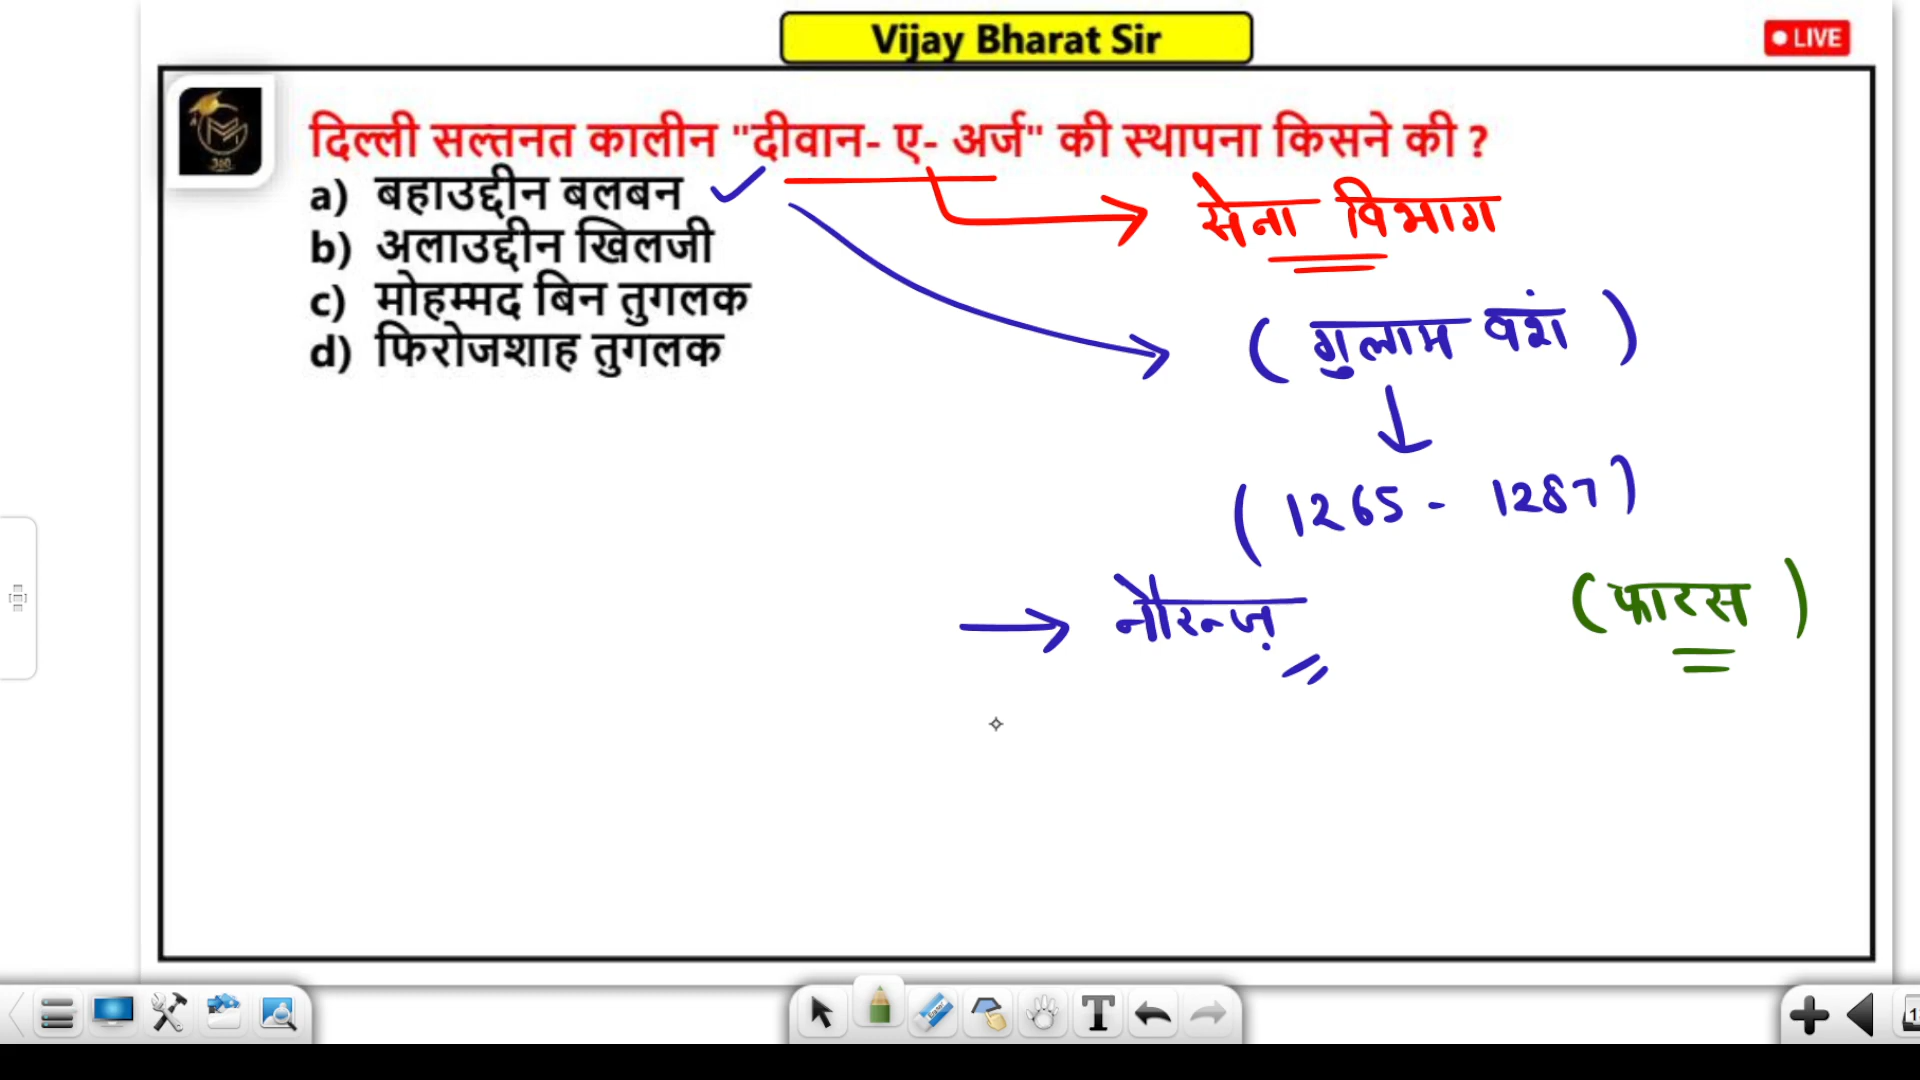 Vijay Bharat Sir
LIVE
दिल्ली सल्तनत कालीन "दीवान- ए- अर्ज" की स्थापना किसने की ?
a) बहाउद्दीन बलबन
b) अलाउद्दीन खिलजी
c) मोहम्मद बिन तुगलक
d) फिरोजशाह तुगलक
सेना विभाग
( गुलाम वंश )
( 1265 - 1287 )
( फारस )
360
T